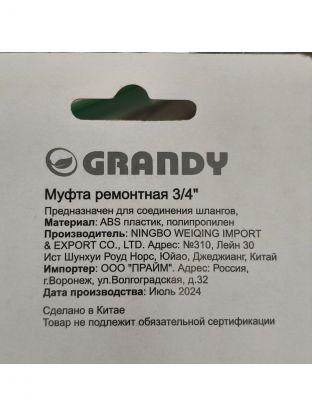 GRANDY
Муфта ремонтная 3/4"
Предназначен для соединения шлангов,
Материал: ABS пластик, полипропилен
Производитель: NINGBO WEIQING IMPORT
& EXPORT CO., LTD. Адрес: №310, Лейн 30
Ист Шунхуи Роуд Норс, Юйао, Джеджианг, Китай
Импортер: ООО "ПРАЙМ". Адрес: Россия,
г.Воронеж, ул.Волгоградская, д.32
Дата производства: Июль 2024
Сделано в Китае
Товар не подлежит обязательной сертификации